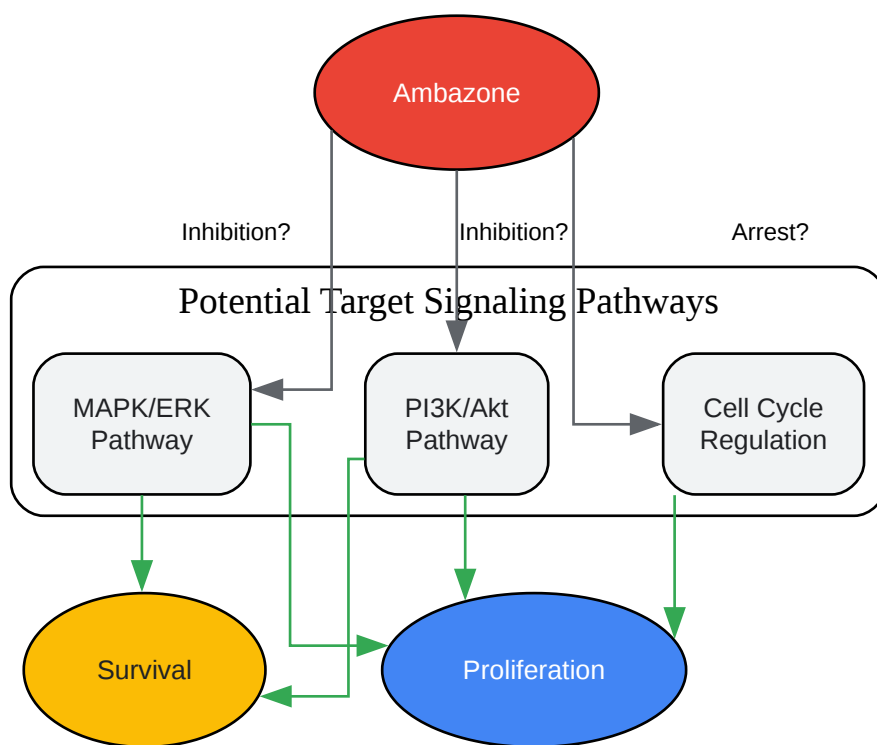 Ambazone
Inhibition?
Inhibition?
Arrest?
Potential Target Signaling Pathways
MAPK/ERK
Pathway
PI3K/Akt
Pathway
Cell Cycle
Regulation
Survival
Proliferation